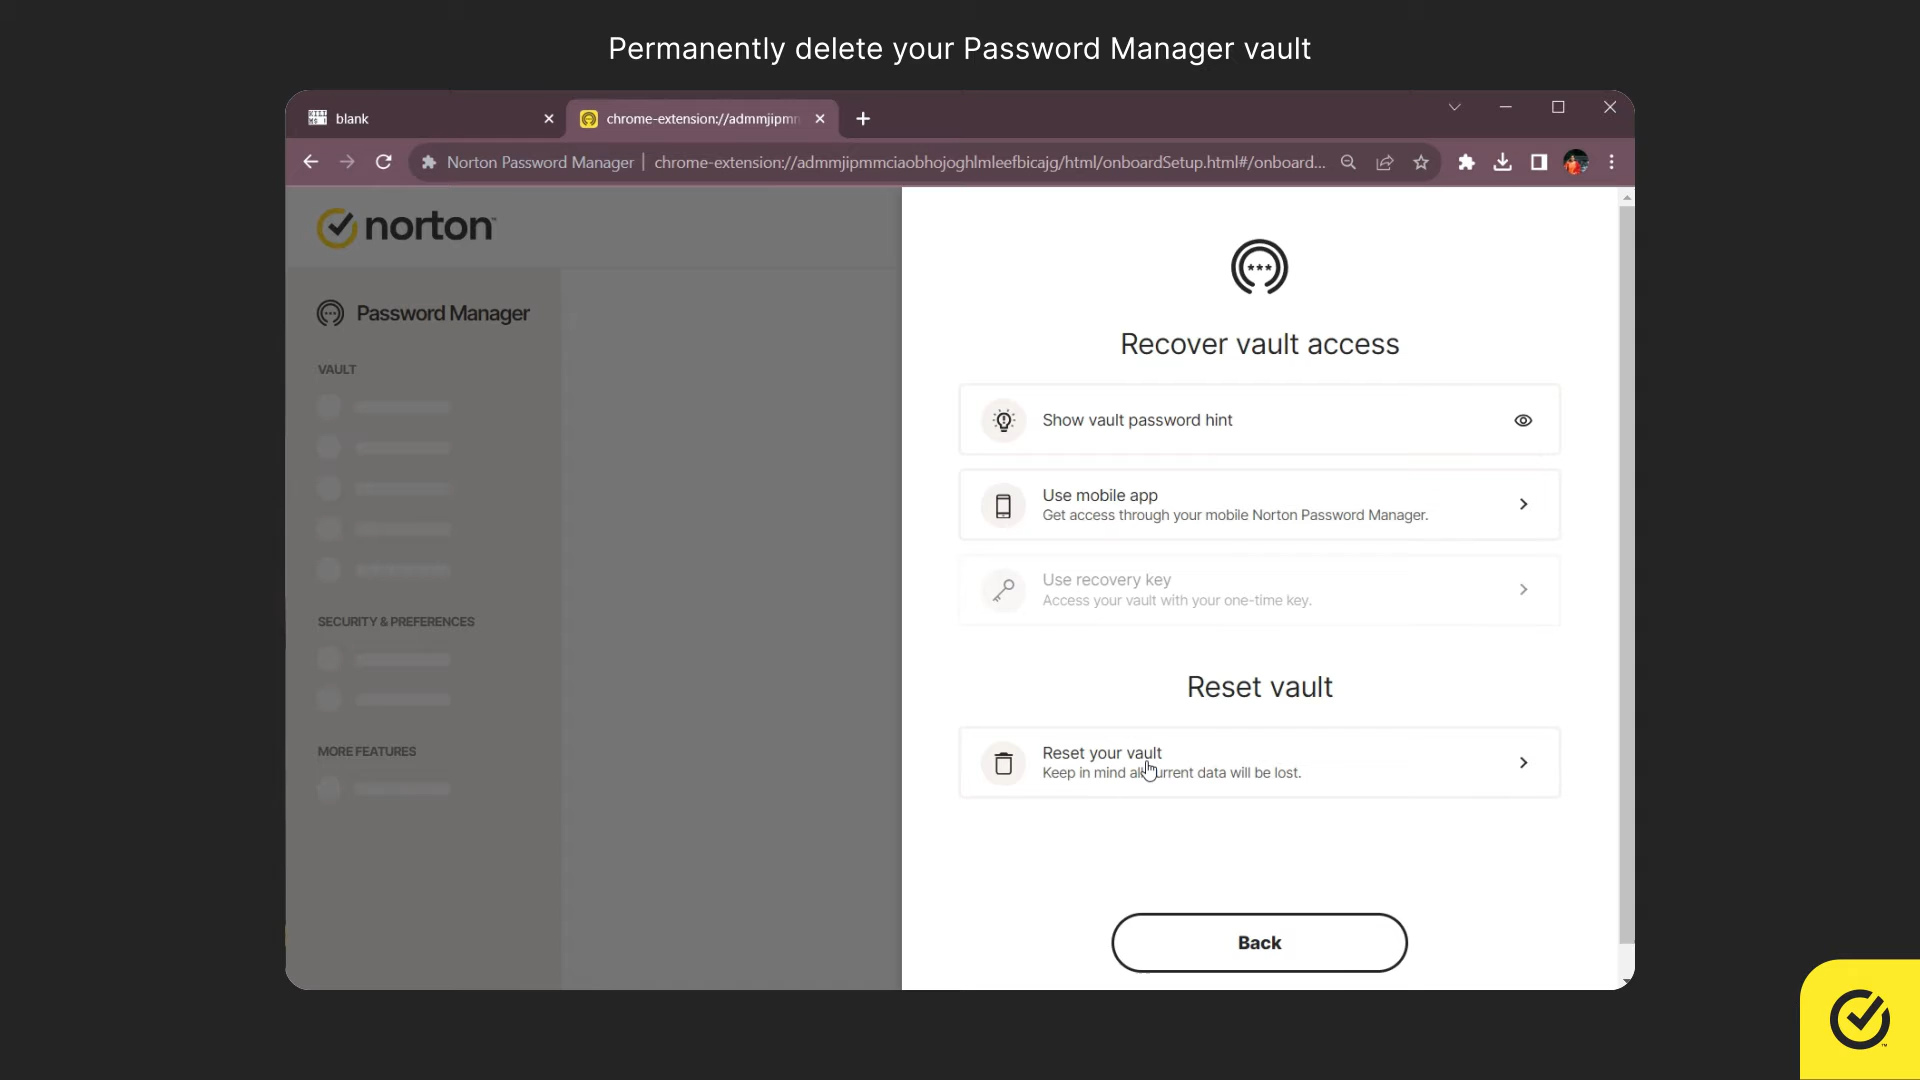 Permanently delete your Password Manager vault
blank
chrome-extension://admmjipmn
Norton Password Manager | chrome-extension://admmjipmmciaobhojoghlmleefbicajg/html/onboardSetup.html#/onboard...
norton
Password Manager
VAULT
SECURITY & PREFERENCES
MORE FEATURES
Recover vault access
Show vault password hint
Use mobile app
Get access through your mobile Norton Password Manager.
Use recovery key
Access your vault with your one-time key.
Reset vault
Reset your vault
Keep in mind all current data will be lost.
Back